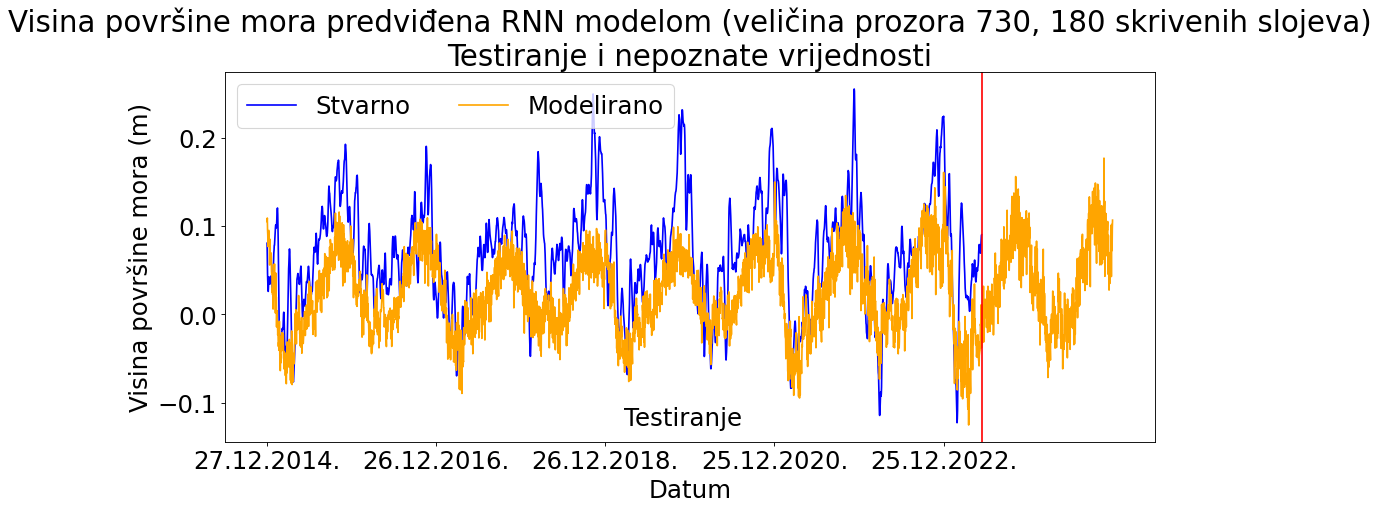 Visina površine mora predviđena RNN modelom (veličina prozora 730, 180 skrivenih slojeva)
Testiranje i nepoznate vrijednosti
Stvarno Modelirano
Visina površine mora (m)
0.2
0.1
0.0
−0.1
Testiranje
27.12.2014. 26.12.2016. 26.12.2018. 25.12.2020. 25.12.2022.
Datum